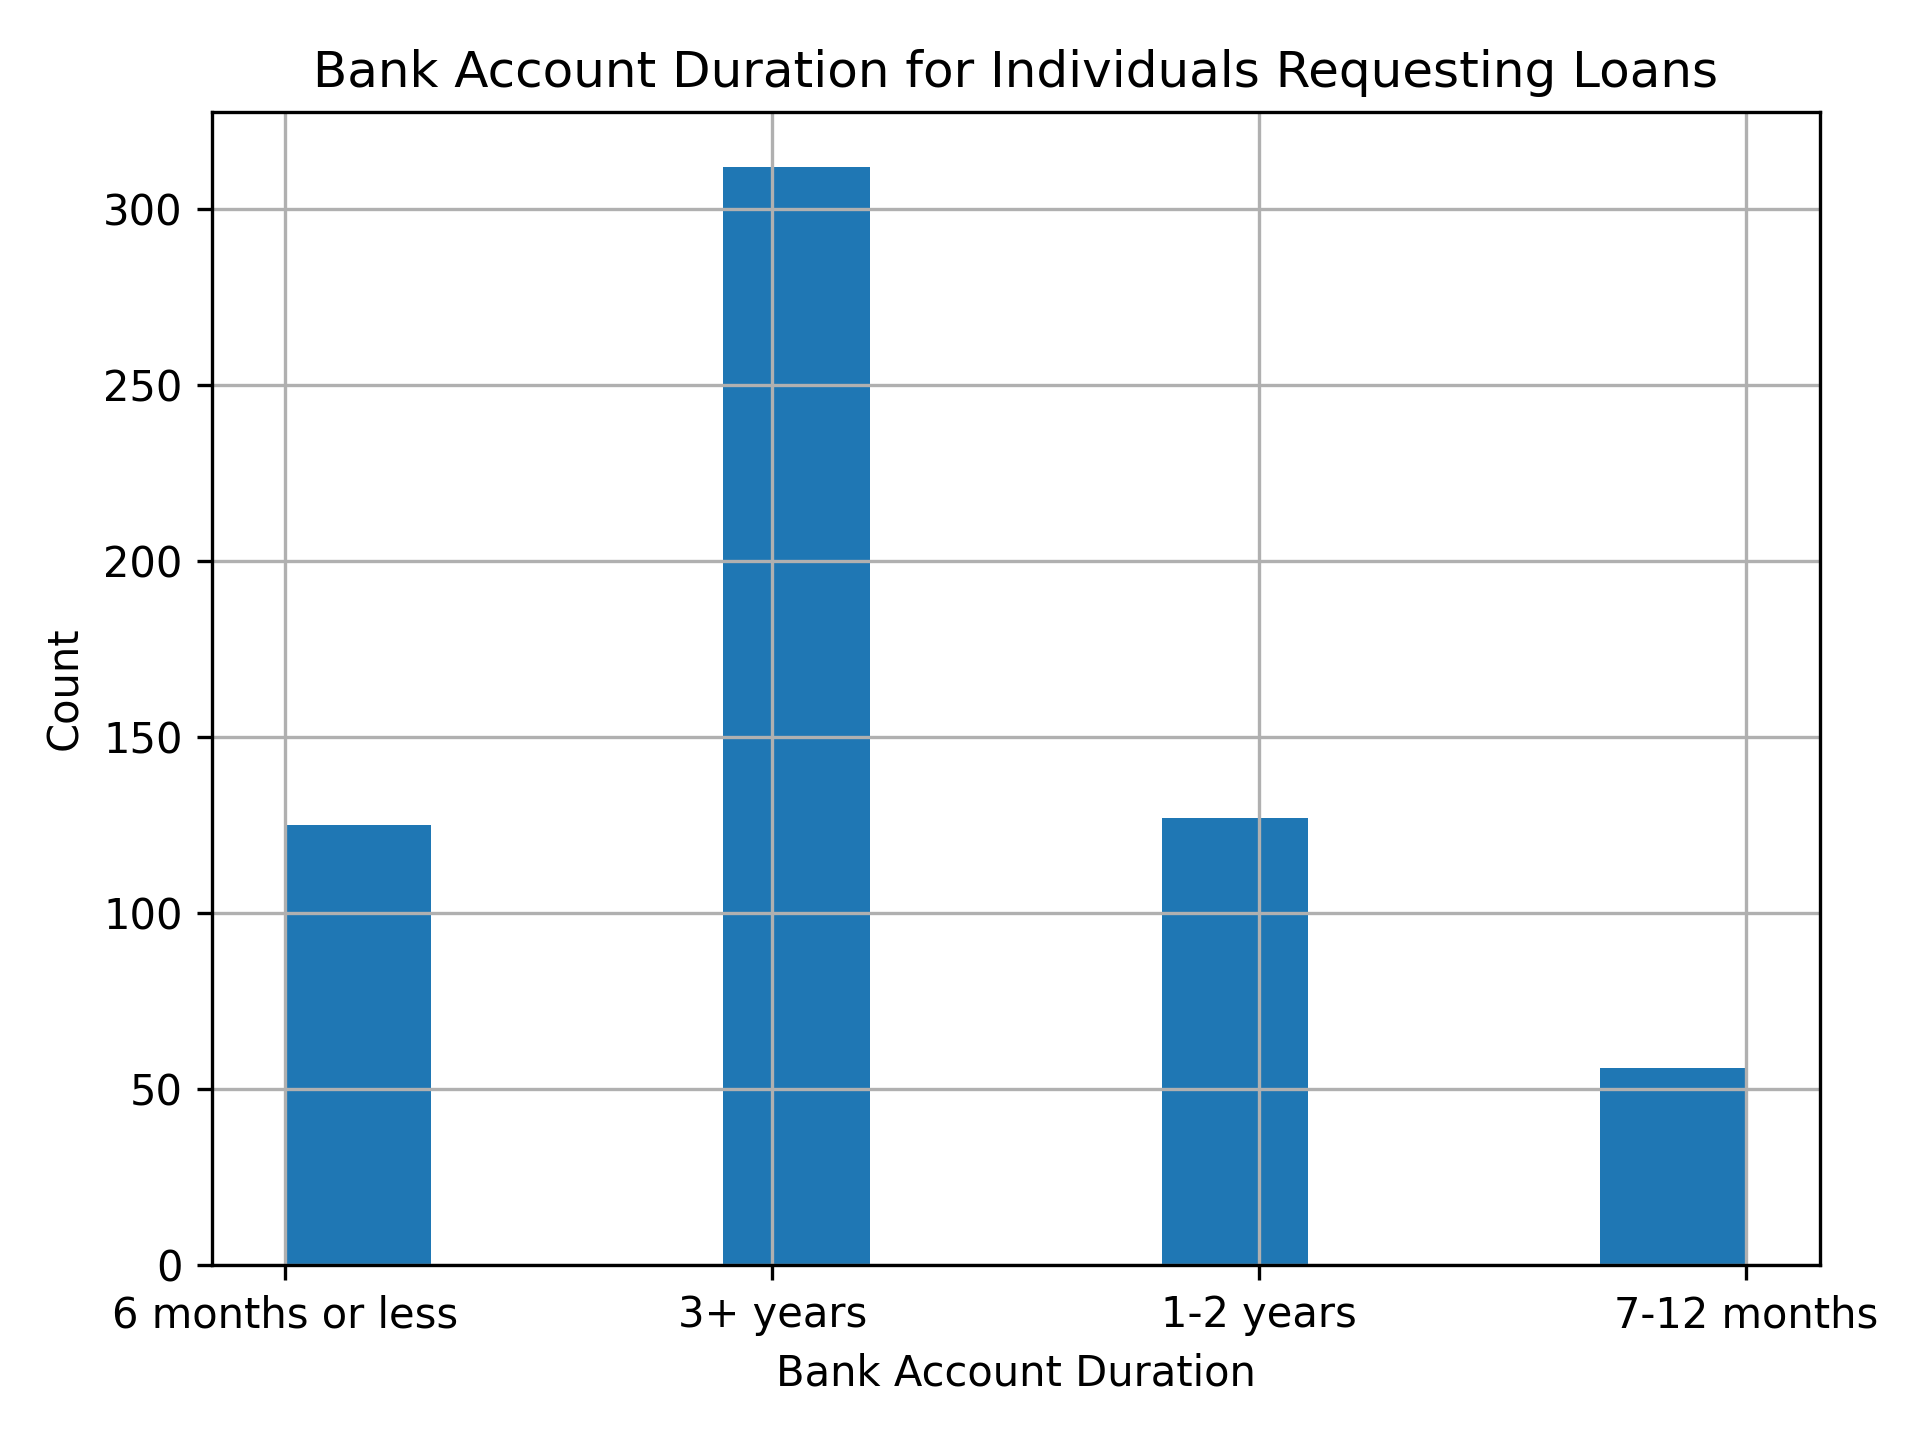 Bank Account Duration for Individuals Requesting Loans
300
250
200
150
100
50
0
Count
6 months or less
3+ years
1-2 years
7-12 months
Bank Account Duration